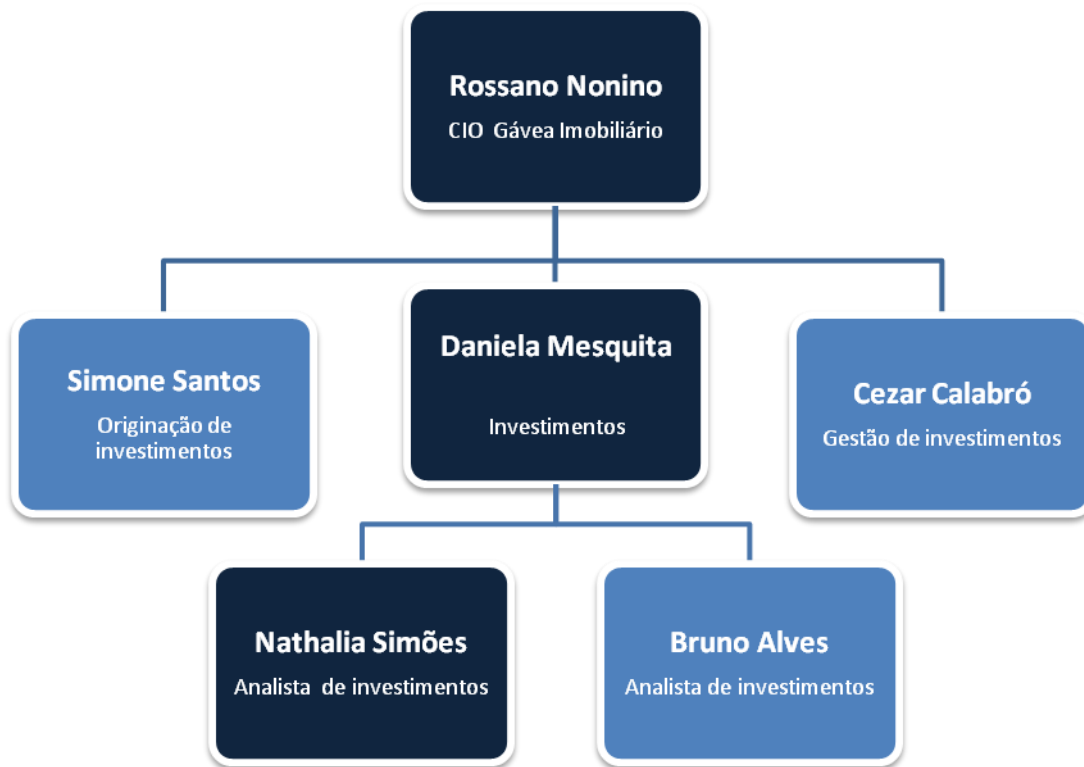 Rossano Nonino
CIO Gávea Imobiliário
Simone Santos
Originação de
investimentos
Daniela Mesquita
Investimentos
Cezar Calabró
Gestão de investimentos
Nathalia Simões
Analista de investimentos
Bruno Alves
Analista de investimentos